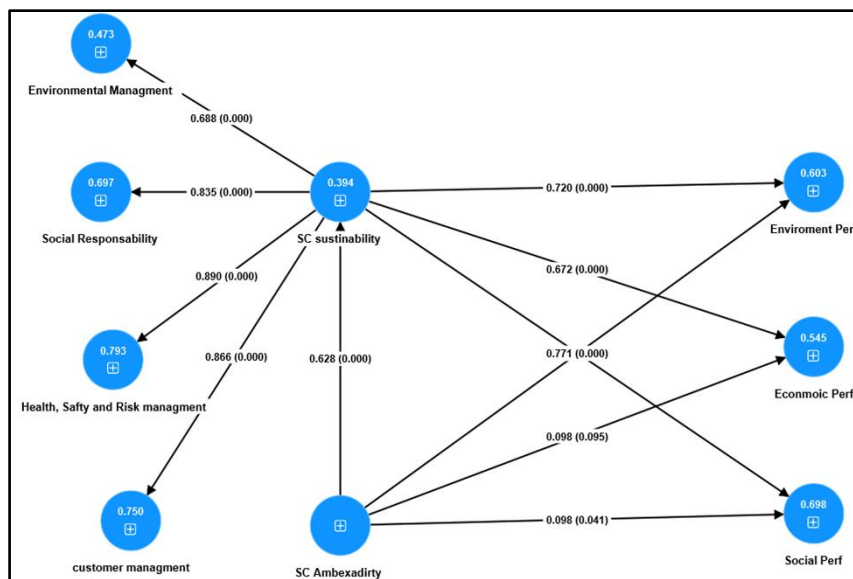 0.473
Environmental Managment
0.688 (0.000)
0.697
Social Responsability
0.835 (0.000)
0.394
SC sustinability
0.720 (0.000)
0.603
Enviroment Perf
0.890 (0.000)
0.672 (0.000)
0.793
Health, Safty and Risk managment
0.866 (0.000)
0.628 (0.000)
0.771 (0.000)
0.545
Econmoic Perf
0.098 (0.095)
0.750
customer managment
SC Ambexadirty
0.098 (0.041)
0.698
Social Perf